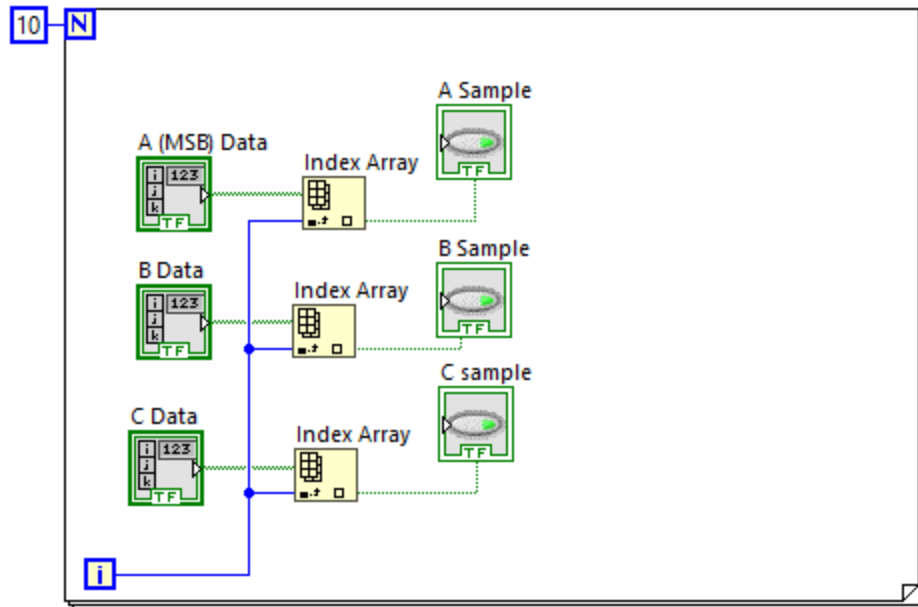 10 N
A Sample
TF
A (MSB) Data
i 123
j
k
TF
Index Array
B Sample
TF
B Data
i 123
j
k
TF
Index Array
C sample
TF
C Data
i 123
j
k
TF
Index Array
i